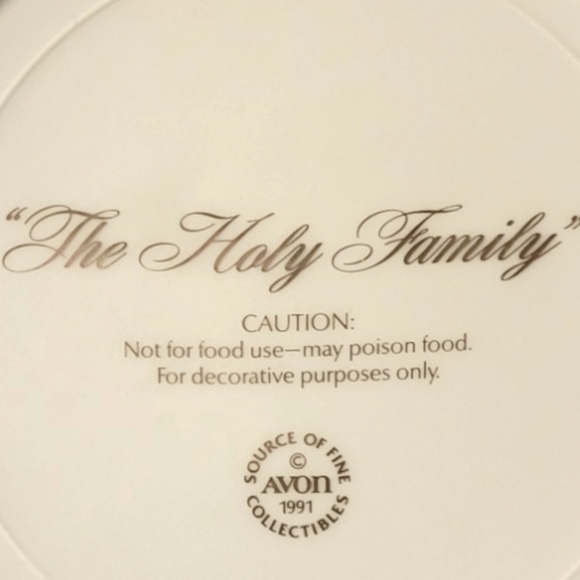 “The Holy Family”
CAUTION:
Not for food use—may poison food.
For decorative purposes only.
SOURCE OF FINE
©
AVON
1991
COLLECTIBLES